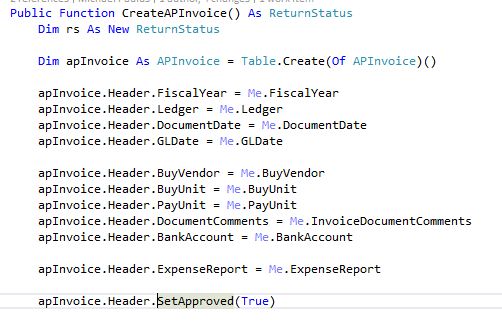 Public Function CreateAPInvoice() As ReturnStatus
Dim rs As New ReturnStatus
Dim apInvoice As APInvoice = Table.Create(Of APInvoice)()
apInvoice.Header.FiscalYear = Me.FiscalYear
apInvoice.Header.Ledger = Me.Ledger
apInvoice.Header.DocumentDate = Me.DocumentDate
apInvoice.Header.GLDate = Me.GLDate
apInvoice.Header.BuyVendor = Me.BuyVendor
apInvoice.Header.BuyUnit = Me.BuyUnit
apInvoice.Header.PayUnit = Me.PayUnit
apInvoice.Header.DocumentComments = Me.InvoiceDocumentComments
apInvoice.Header.BankAccount = Me.BankAccount
apInvoice.Header.ExpenseReport = Me.ExpenseReport
apInvoice.Header.SetApproved(True)